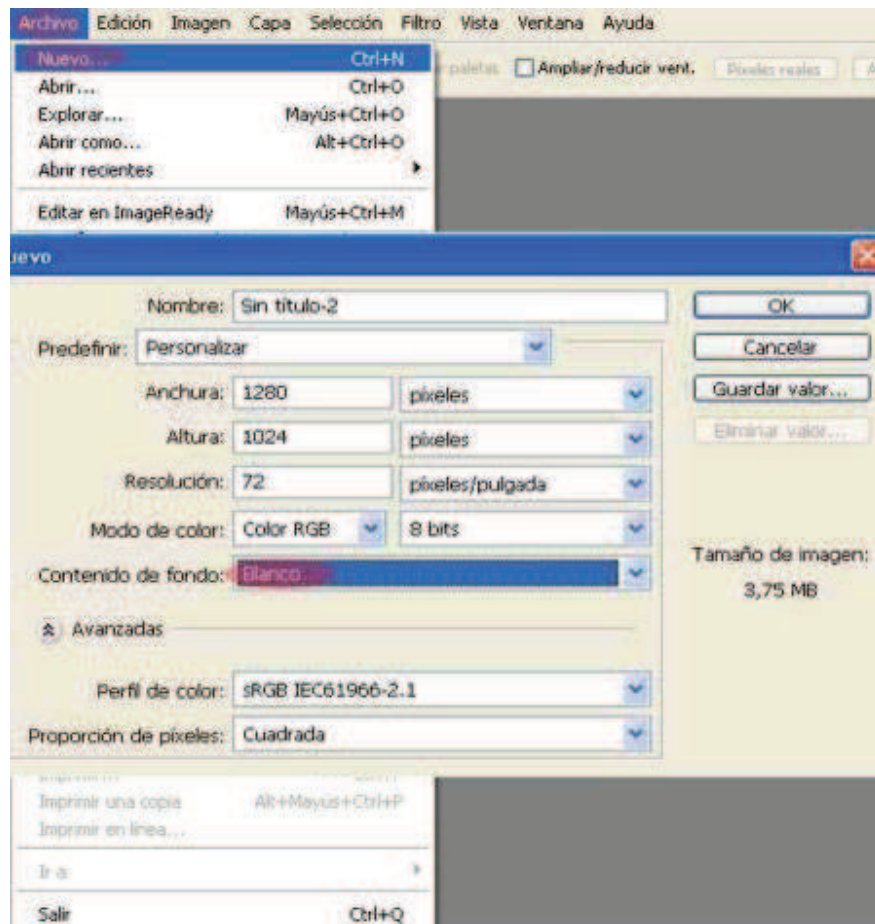 Archivo Edición Imagen Capa Selección Filtro Vista Ventana Ayuda
Nuevo... Ctrl+N
paletas Ampliar/reducir vent. Píxeles reales
Abrir... Ctrl+O
Explorar... Mayús+Ctrl+O
Abrir como... Alt+Ctrl+O
Abrir recientes
Editar en ImageReady Mayús+Ctrl+M
uevo
Nombre: Sin título-2
OK
Predefinir: Personalizar
Cancelar
Anchura: 1280 píxeles
Guardar valor...
Altura: 1024 píxeles
Eliminar valor...
Resolución: 72 píxeles/pulgada
Modo de color: Color RGB 8 bits
Contenido de fondo: Blanco
Tamaño de imagen:
3,75 MB
Avanzadas
Perfil de color: sRGB IEC61966-2.1
Proporción de píxeles: Cuadrada
Imprimir una copia Alt+Mayús+Ctrl+P
Imprimir en línea...
Ir a
Salir Ctrl+Q